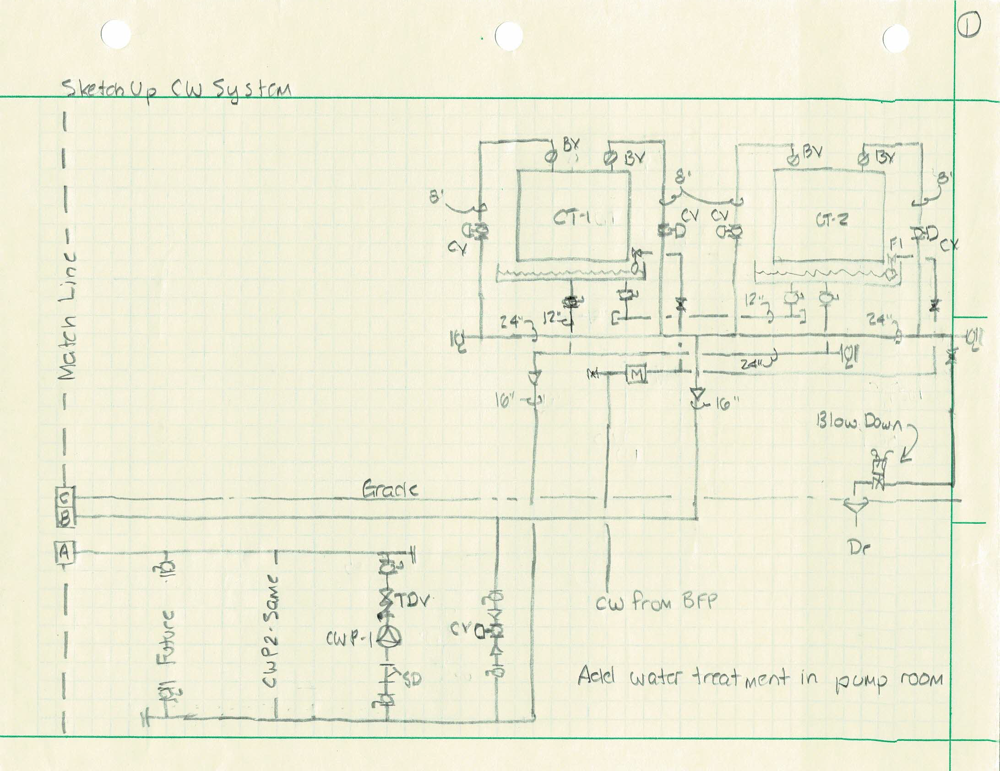 1
SketchUp CW System
BV
BV
BV
BV
8"
8"
8"
CT-1
CT-2
CV
CV
CV
CV
FI
12"
24"
12"
24"
24"
M
16"
16"
Blow Down
Match Line
Grade
C
B
A
Dr
Future
CWP2-Same
TDV
CWP-1
SD
CV
CW from BFP
Add water treatment in pump room